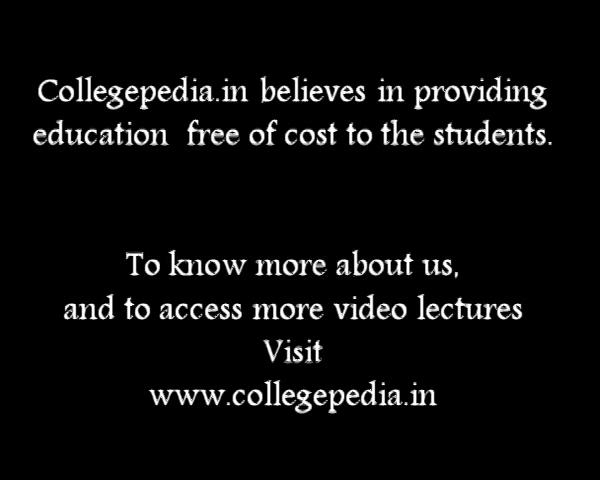 Collegepedia.in believes in providing
education free of cost to the students.
To know more about us,
and to access more video lectures
Visit
www.collegepedia.in